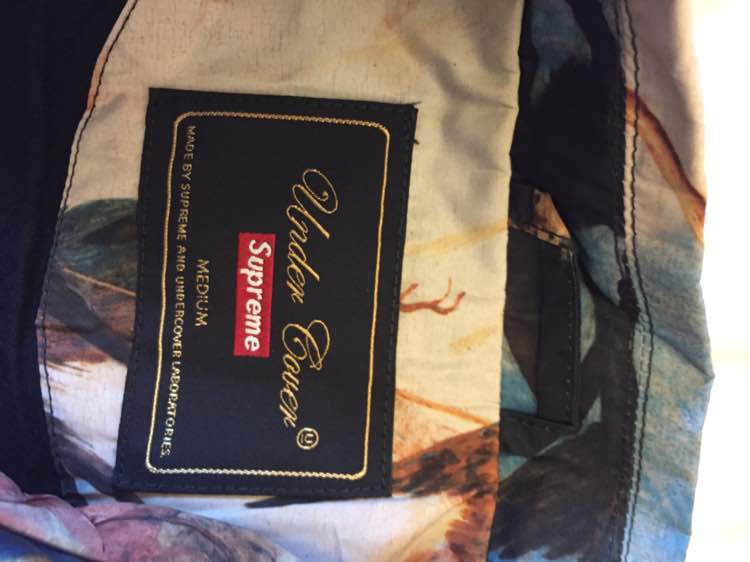 Under Cover
Supreme
MEDIUM
MADE BY SUPREME AND UNDERCOVER LABORATORIES.